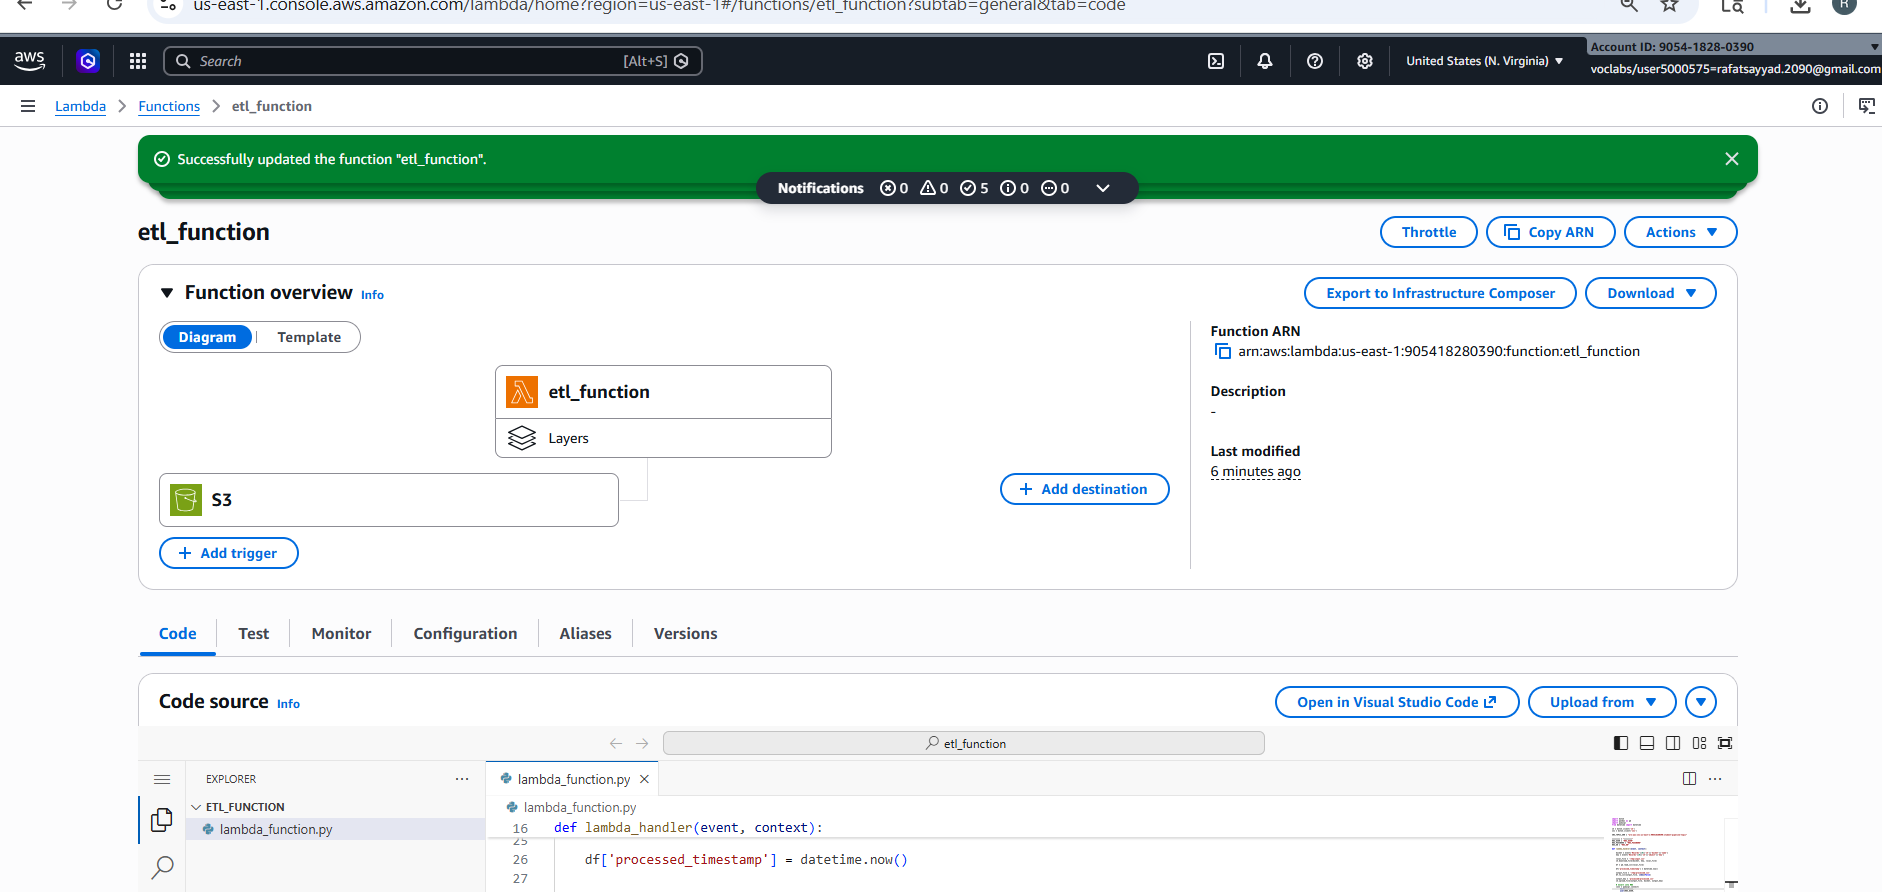 us-east-1.console.aws.amazon.com/lambda/home?region=us-east-1#/functions/etl_function?subtab=general&tab=code
R
aws
Search
[Alt+S]
United States (N. Virginia)
Account ID: 9054-1828-0390
voclabs/user5000575=rafatsayyad.2090@gmail.com
Lambda
Functions
etl_function
Successfully updated the function "etl_function".
Notifications 0 0 5 0 0
etl_function
Throttle
Copy ARN
Actions
Function overview Info
Export to Infrastructure Composer
Download
Diagram
Template
Function ARN
arn:aws:lambda:us-east-1:905418280390:function:etl_function
etl_function
Description
-
Layers
Last modified
6 minutes ago
S3
+ Add destination
+ Add trigger
Code
Test
Monitor
Configuration
Aliases
Versions
Code source Info
Open in Visual Studio Code
Upload from
etl_function
EXPLORER
lambda_function.py
ETL_FUNCTION
lambda_function.py
lambda_function.py
16 def lambda_handler(event, context):
25
26 df['processed_timestamp'] = datetime.now()
27